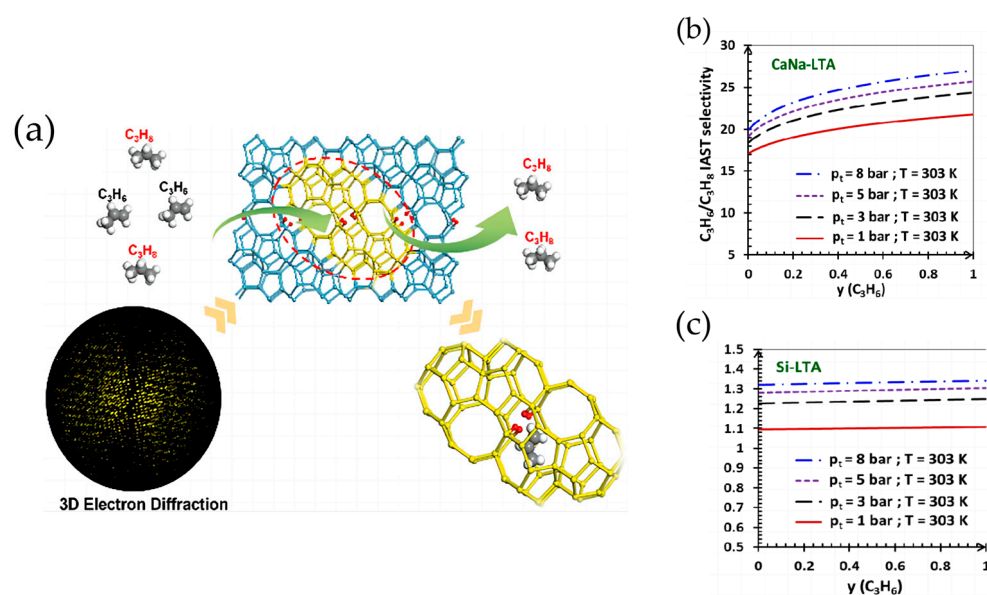 (a)
C₃H₈
C₃H₆
C₃H₆
C₃H₈
C₃H₈
C₃H₈
3D Electron Diffraction
(b)
C₃H₆/C₃H₈ IAST selectivity
30
25
20
15
10
5
CaNa-LTA
pₜ = 8 bar ; T = 303 K
pₜ = 5 bar ; T = 303 K
pₜ = 3 bar ; T = 303 K
pₜ = 1 bar ; T = 303 K
0 0.2 0.4 0.6 0.8 1
y (C₃H₆)
(c)
1.5
1.4
1.3
1.2
1.1
1
0.9
0.8
0.7
0.6
0.5
Si-LTA
pₜ = 8 bar ; T = 303 K
pₜ = 5 bar ; T = 303 K
pₜ = 3 bar ; T = 303 K
pₜ = 1 bar ; T = 303 K
0 0.2 0.4 0.6 0.8 1
y (C₃H₆)